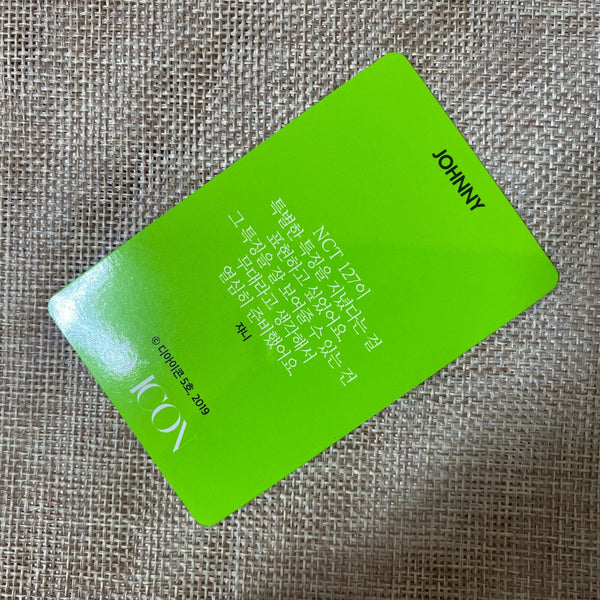 JOHNNY
NCT 127이
특별한 특징을 지녔다는 걸
표현하고 싶었어요.
그 특징을 잘 보여줄 수 있는 건
무대라고 생각해서
열심히 준비했어요.
쟈니
© 디아이콘 5호, 2019
ICON